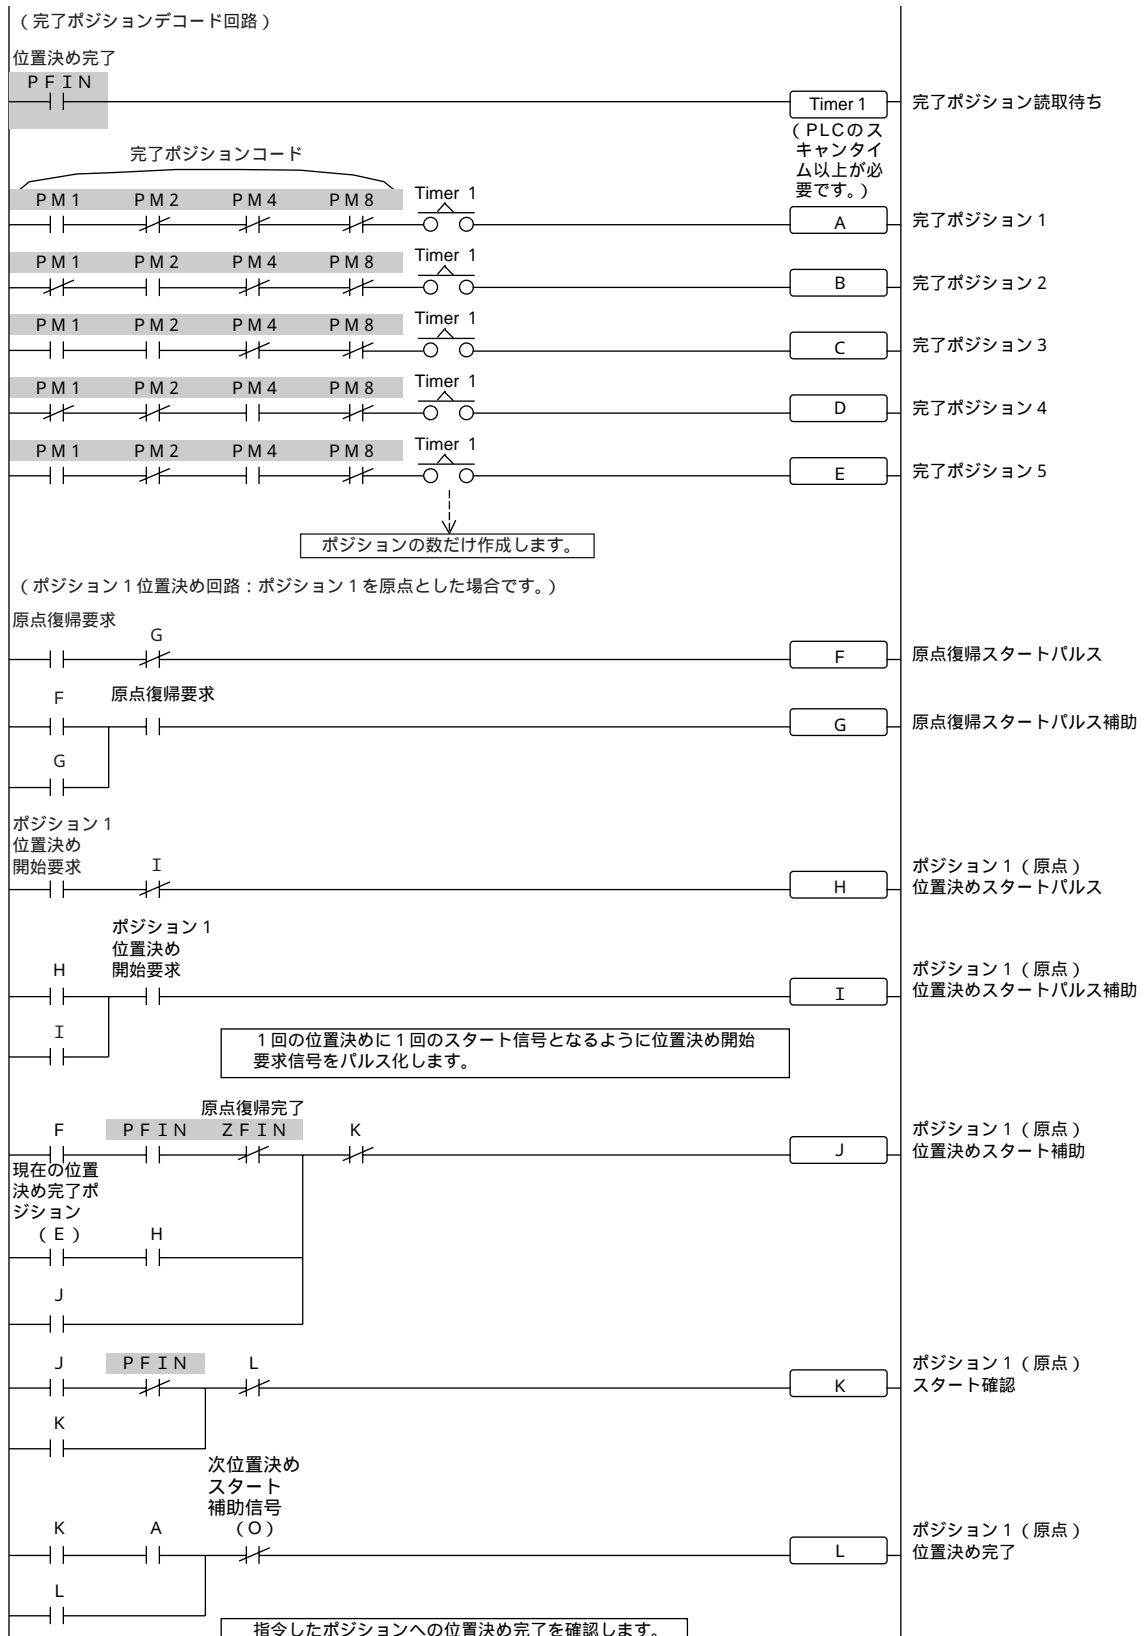 （完了ポジションデコード回路）
位置決め完了
ＰＦＩＮ
Timer 1
完了ポジション読取待ち
（PLCのス
キャンタイ
ム以上が必
要です。）
完了ポジションコード
ＰＭ１ ＰＭ２ ＰＭ４ ＰＭ８ Timer 1
A
完了ポジション１
ＰＭ１ ＰＭ２ ＰＭ４ ＰＭ８ Timer 1
B
完了ポジション２
ＰＭ１ ＰＭ２ ＰＭ４ ＰＭ８ Timer 1
C
完了ポジション３
ＰＭ１ ＰＭ２ ＰＭ４ ＰＭ８ Timer 1
D
完了ポジション４
ＰＭ１ ＰＭ２ ＰＭ４ ＰＭ８ Timer 1
E
完了ポジション５
ポジションの数だけ作成します。
（ポジション１位置決め回路：ポジション１を原点とした場合です。）
原点復帰要求
G
F
原点復帰スタートパルス
F 原点復帰要求
G
原点復帰スタートパルス補助
G
ポジション１
位置決め
開始要求 I
H
ポジション１（原点）
位置決めスタートパルス
ポジション１
位置決め
H 開始要求
I
ポジション１（原点）
位置決めスタートパルス補助
I
１回の位置決めに１回のスタート信号となるように位置決め開始
要求信号をパルス化します。
原点復帰完了
F ＰＦＩＮ ＺＦＩＮ K
J
ポジション１（原点）
位置決めスタート補助
現在の位置
決め完了ポ
ジション
（E） H
J
J ＰＦＩＮ L
K
ポジション１（原点）
スタート確認
K
次位置決め
スタート
補助信号
K A （O）
L
ポジション１（原点）
位置決め完了
L
指令したポジションへの位置決め完了を確認します。